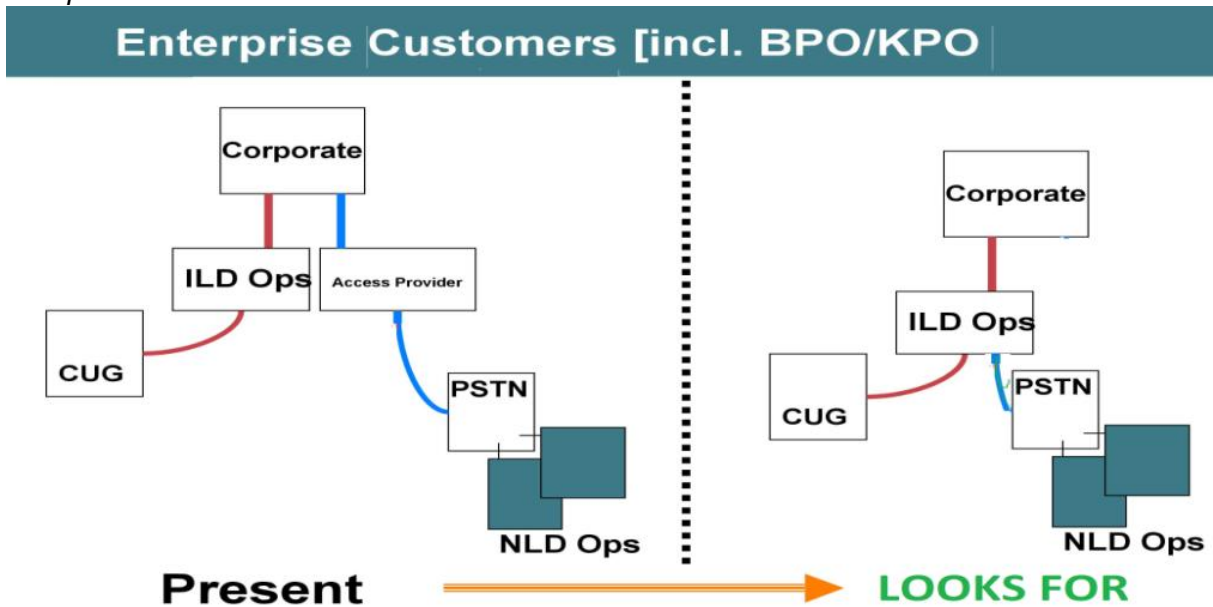 Enterprise Customers [incl. BPO/KPO
Corporate
ILD Ops
Access Provider
CUG
PSTN
NLD Ops
Present
Corporate
ILD Ops
CUG
PSTN
NLD Ops
LOOKS FOR